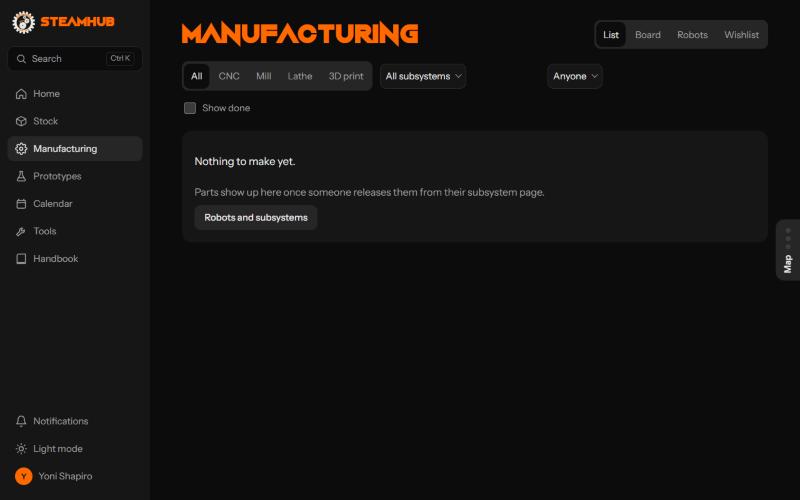 STEAMHUB
Search Ctrl K
Home
Stock
Manufacturing
Prototypes
Calendar
Tools
Handbook
Notifications
Light mode
Y Yoni Shapiro
MANUFACTURING
List Board Robots Wishlist
All CNC Mill Lathe 3D print All subsystems Anyone
Show done
Nothing to make yet.
Parts show up here once someone releases them from their subsystem page.
Robots and subsystems
Map